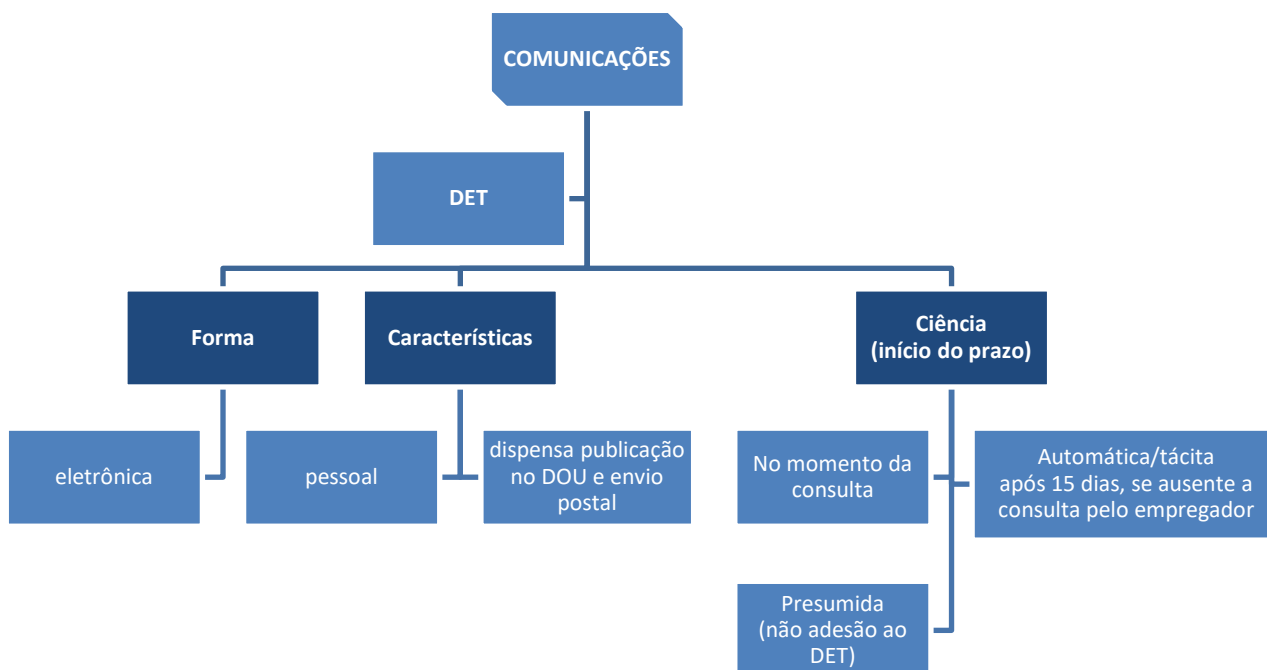 COMUNICAÇÕES
DET
Forma
Características
Ciência
(início do prazo)
eletrônica
pessoal
dispensa publicação
no DOU e envio
postal
No momento da
consulta
Automática/tácita
após 15 dias, se ausente a
consulta pelo empregador
Presumida
(não adesão ao
DET)